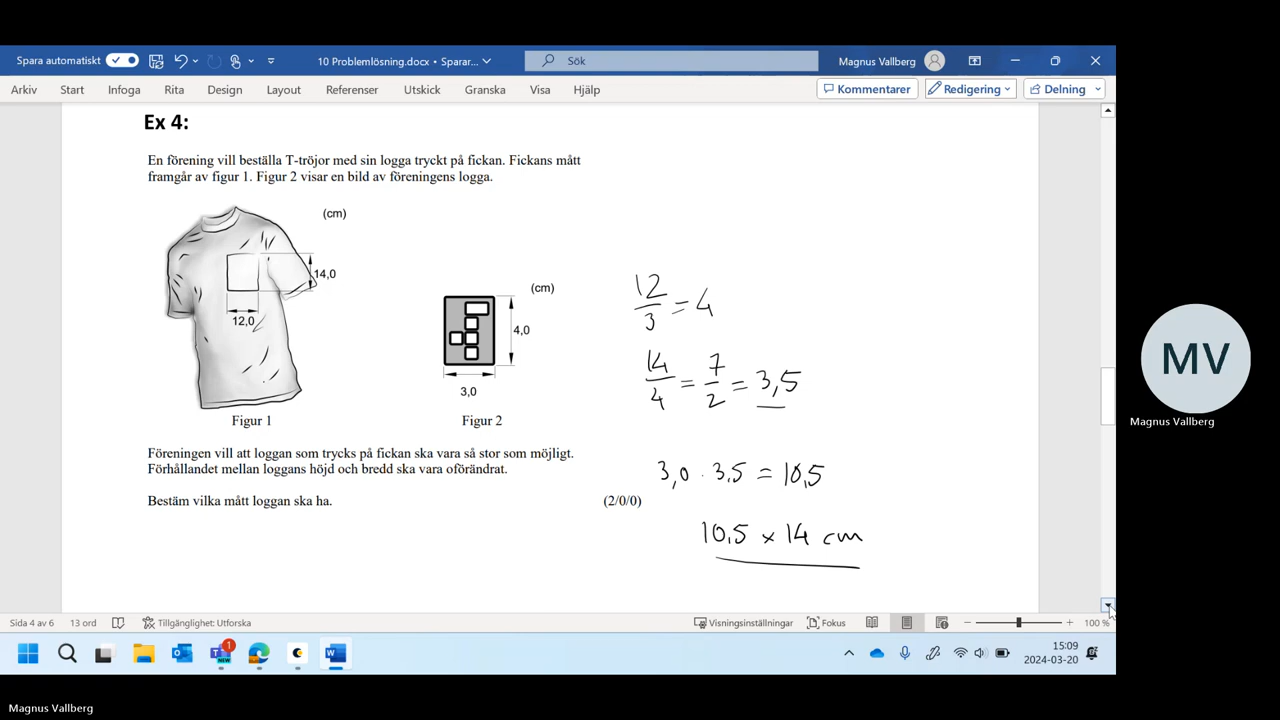 Spara automatiskt
10 Problemlösning.docx • Sparar...
Sök
Magnus Vallberg
Arkiv Start Infoga Rita Design Layout Referenser Utskick Granska Visa Hjälp
Kommentarer Redigering Delning
Ex 4:
En förening vill beställa T-tröjor med sin logga tryckt på fickan. Fickans mått
framgår av figur 1. Figur 2 visar en bild av föreningens logga.
(cm)
14,0
12,0
Figur 1
(cm)
4,0
3,0
Figur 2
12/3 = 4
14/4 = 7/2 = 3,5
Föreningen vill att loggan som trycks på fickan ska vara så stor som möjligt.
Förhållandet mellan loggans höjd och bredd ska vara oförändrat.
Bestäm vilka mått loggan ska ha. (2/0/0)
3,0 · 3,5 = 10,5
10,5 × 14 cm
MV
Magnus Vallberg
Sida 4 av 6 13 ord Tillgänglighet: Utforska
Visningsinställningar Fokus 100 %
1
NEW
15:09
2024-03-20
Magnus Vallberg